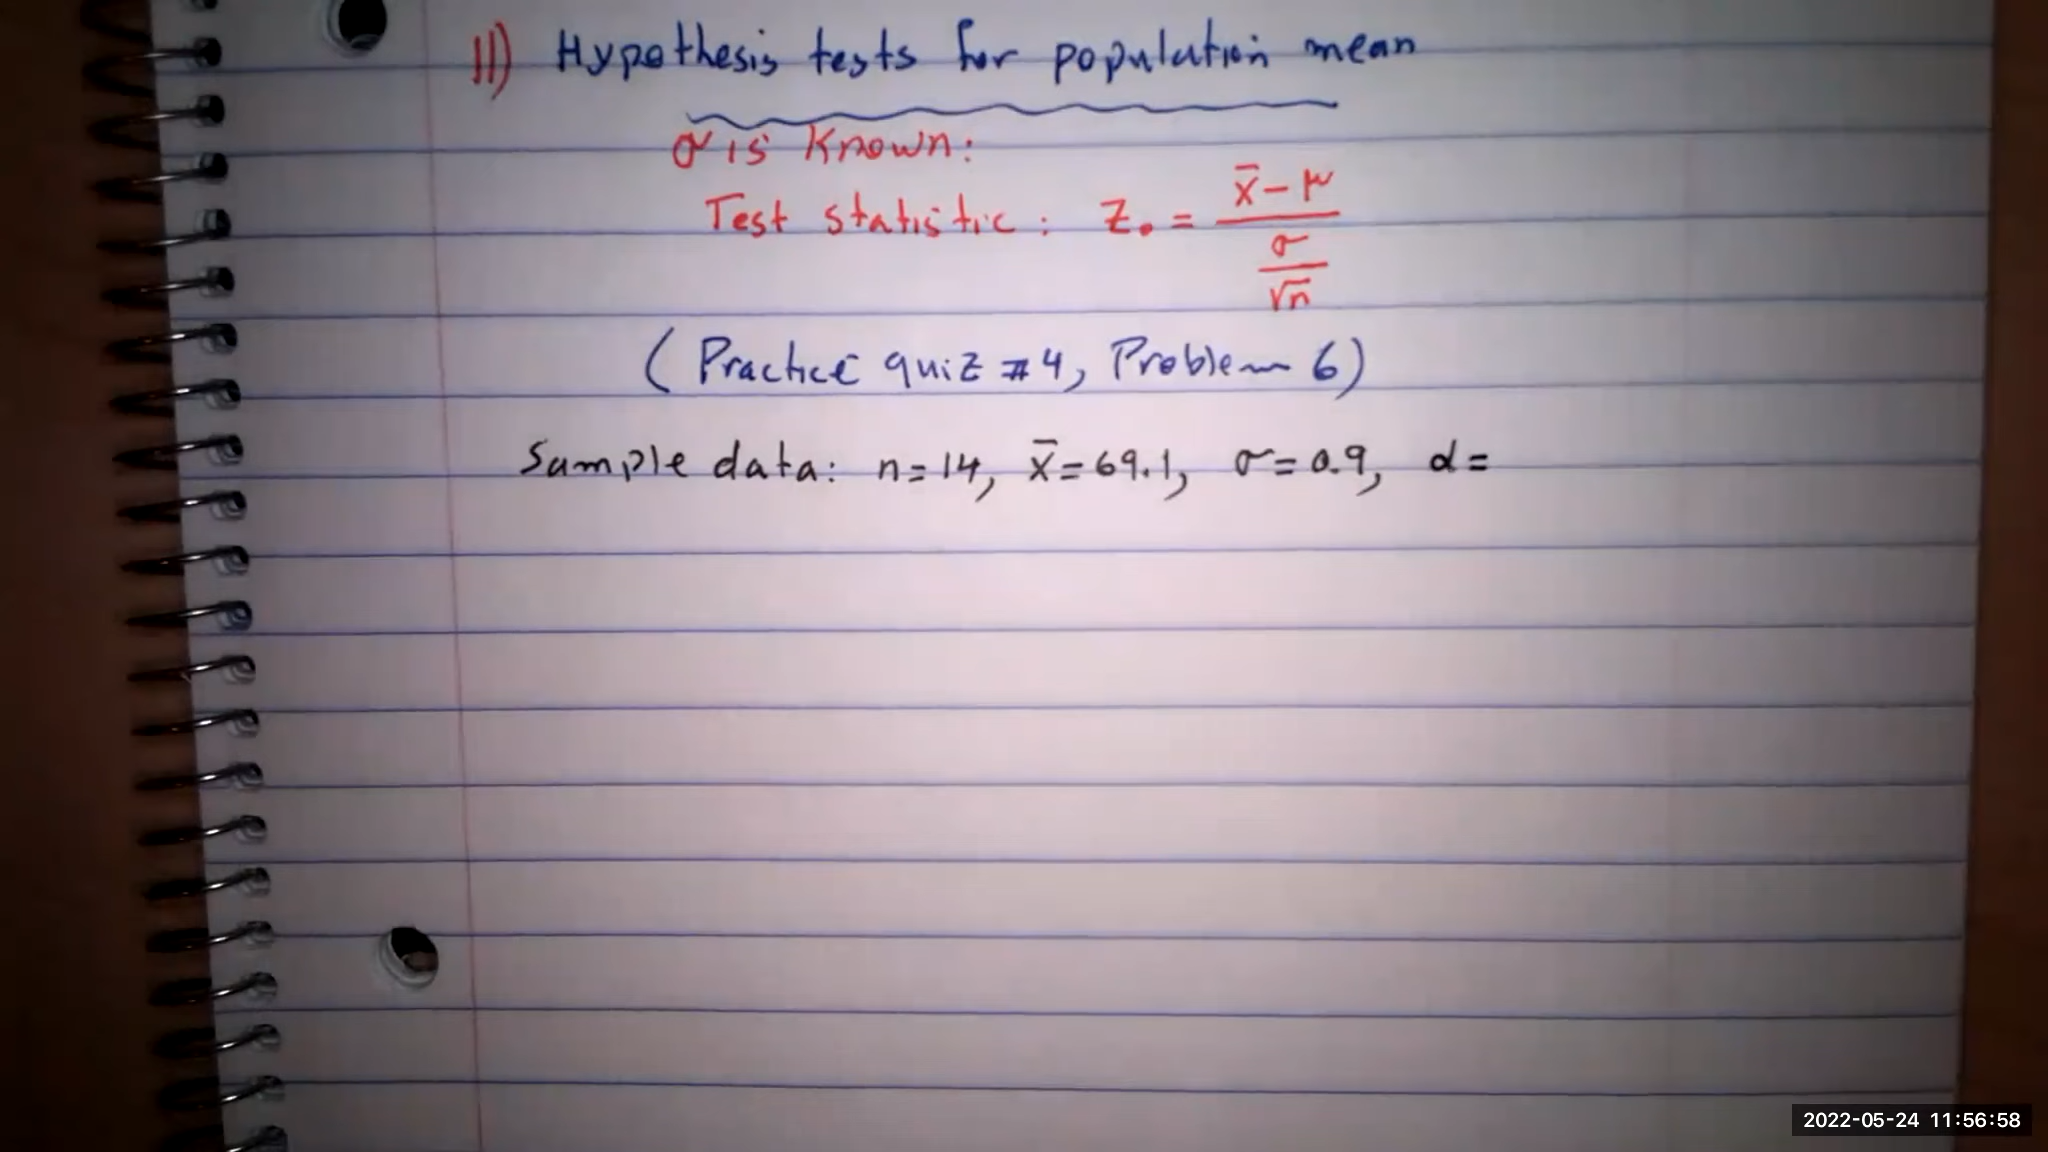 11) Hypothesis tests for population mean
σ is Known:
Test statistic: Z₀ = (x̄ - μ) / (σ / √n)
(Practice quiz #4, Problem 6)
Sample data: n=14, x̄=69.1, σ=0.9, α=
2022-05-24 11:56:58